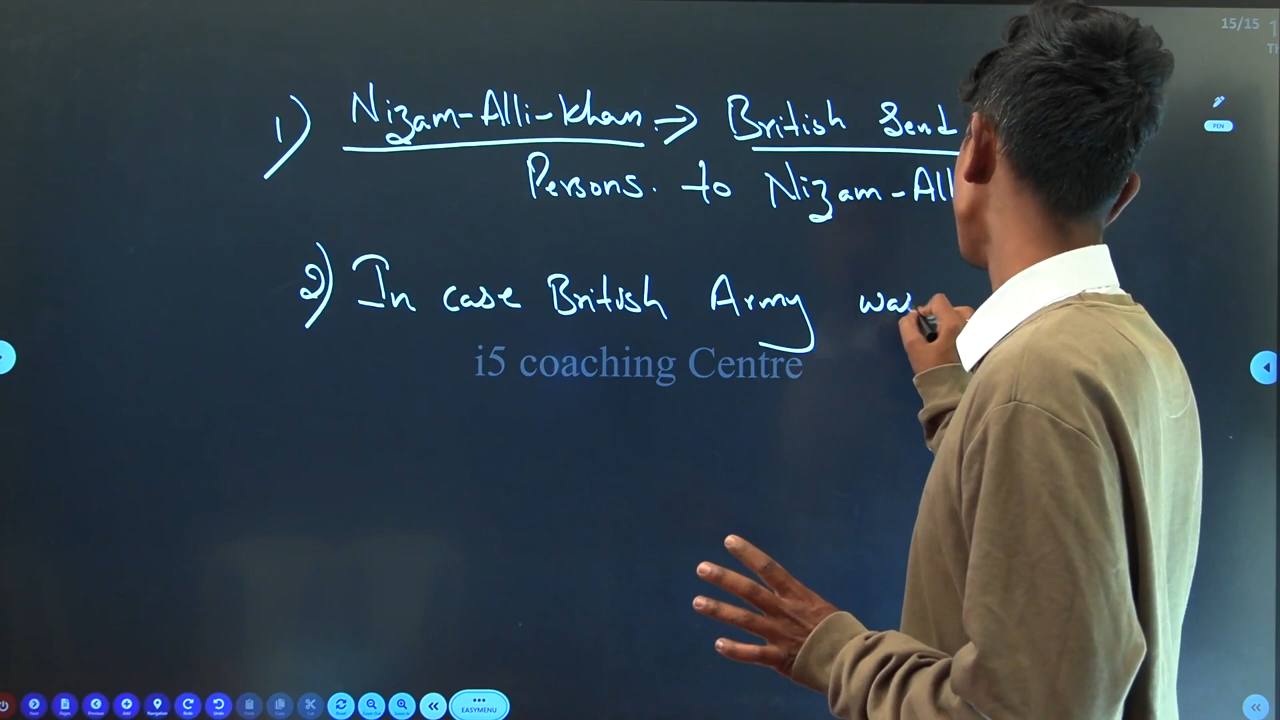 15/15
1) Nizam-Alli-Khan. → British Send
PEN
Persons. to Nizam-All
2) In case British Army was
i5 coaching Centre
EASYMENU